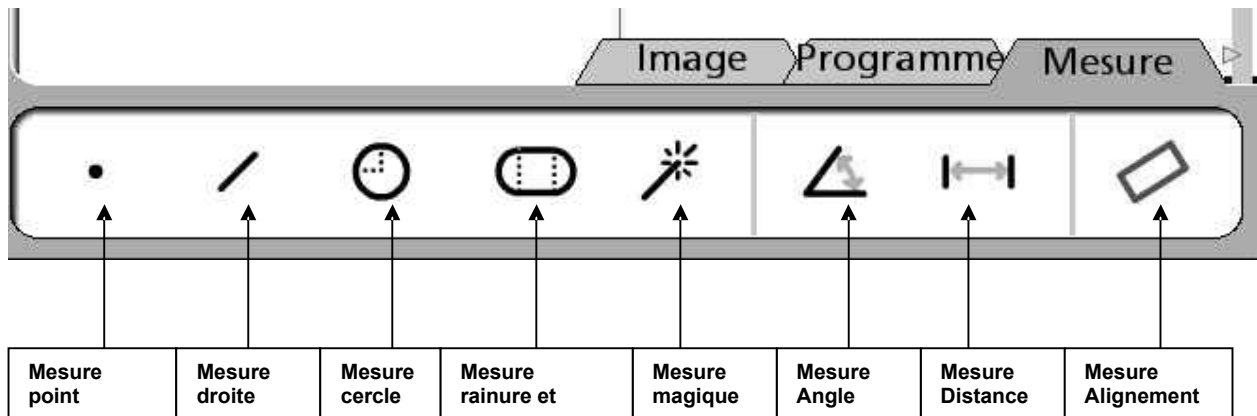 Image Programme Mesure
Mesure point
Mesure droite
Mesure cercle
Mesure rainure et
Mesure magique
Mesure Angle
Mesure Distance
Mesure Alignement